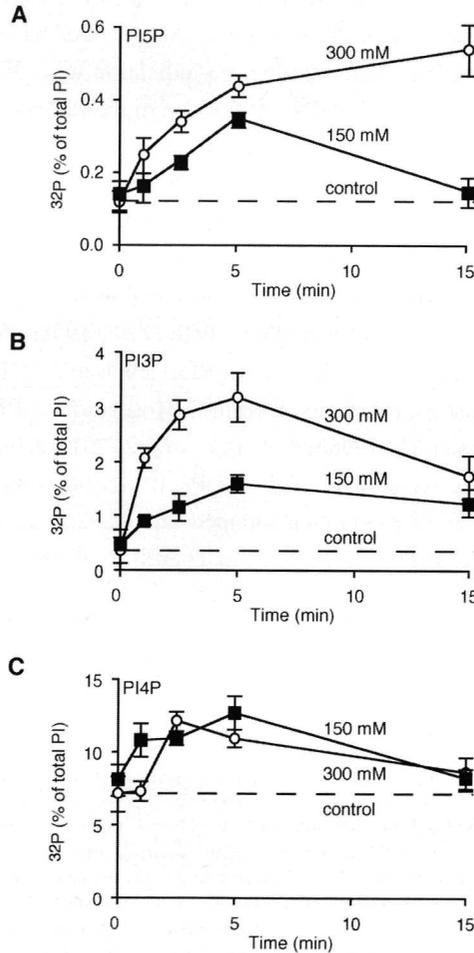 A
PI5P
0.6
300 mM
0.4
150 mM
0.2
control
0.0
0 5 10 15
Time (min)
32P (% of total PI)
B
PI3P
4
3
300 mM
2
150 mM
1
control
0
0 5 10 15
Time (min)
32P (% of total PI)
C
PI4P
15
150 mM
10
300 mM
control
5
0
0 5 10 15
Time (min)
32P (% of total PI)